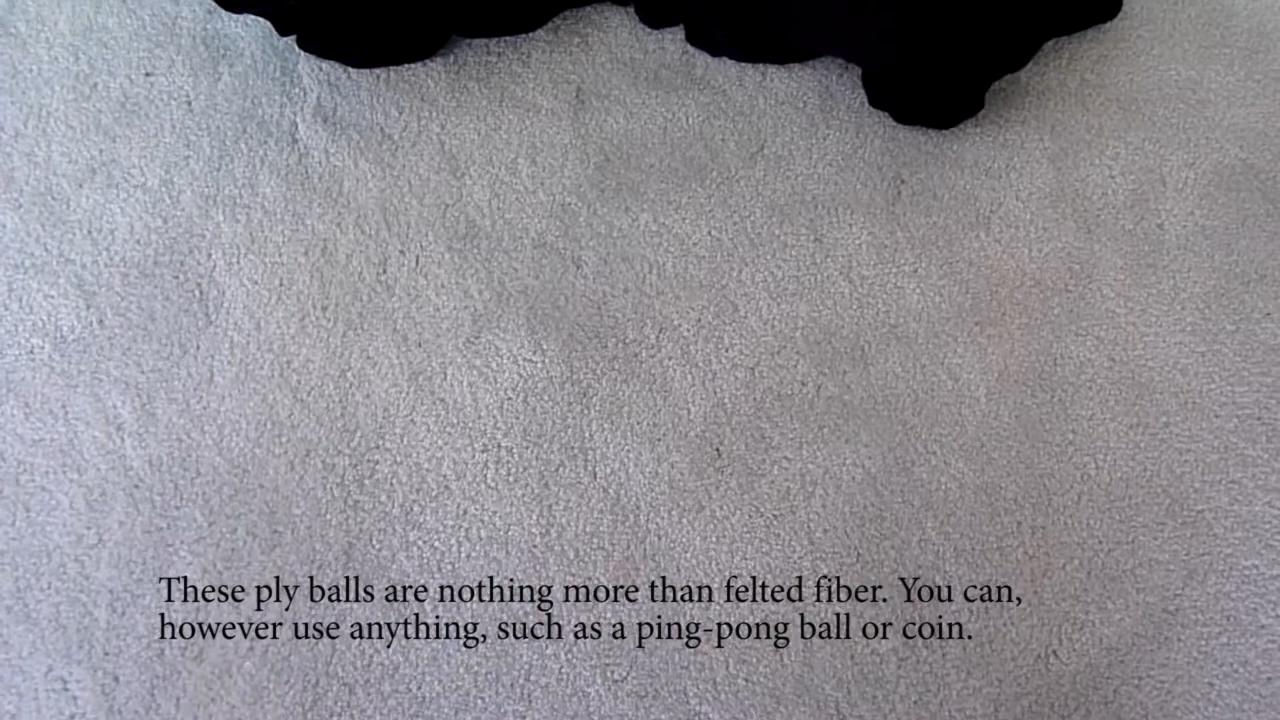 These ply balls are nothing more than felted fiber. You can,
however use anything, such as a ping-pong ball or coin.